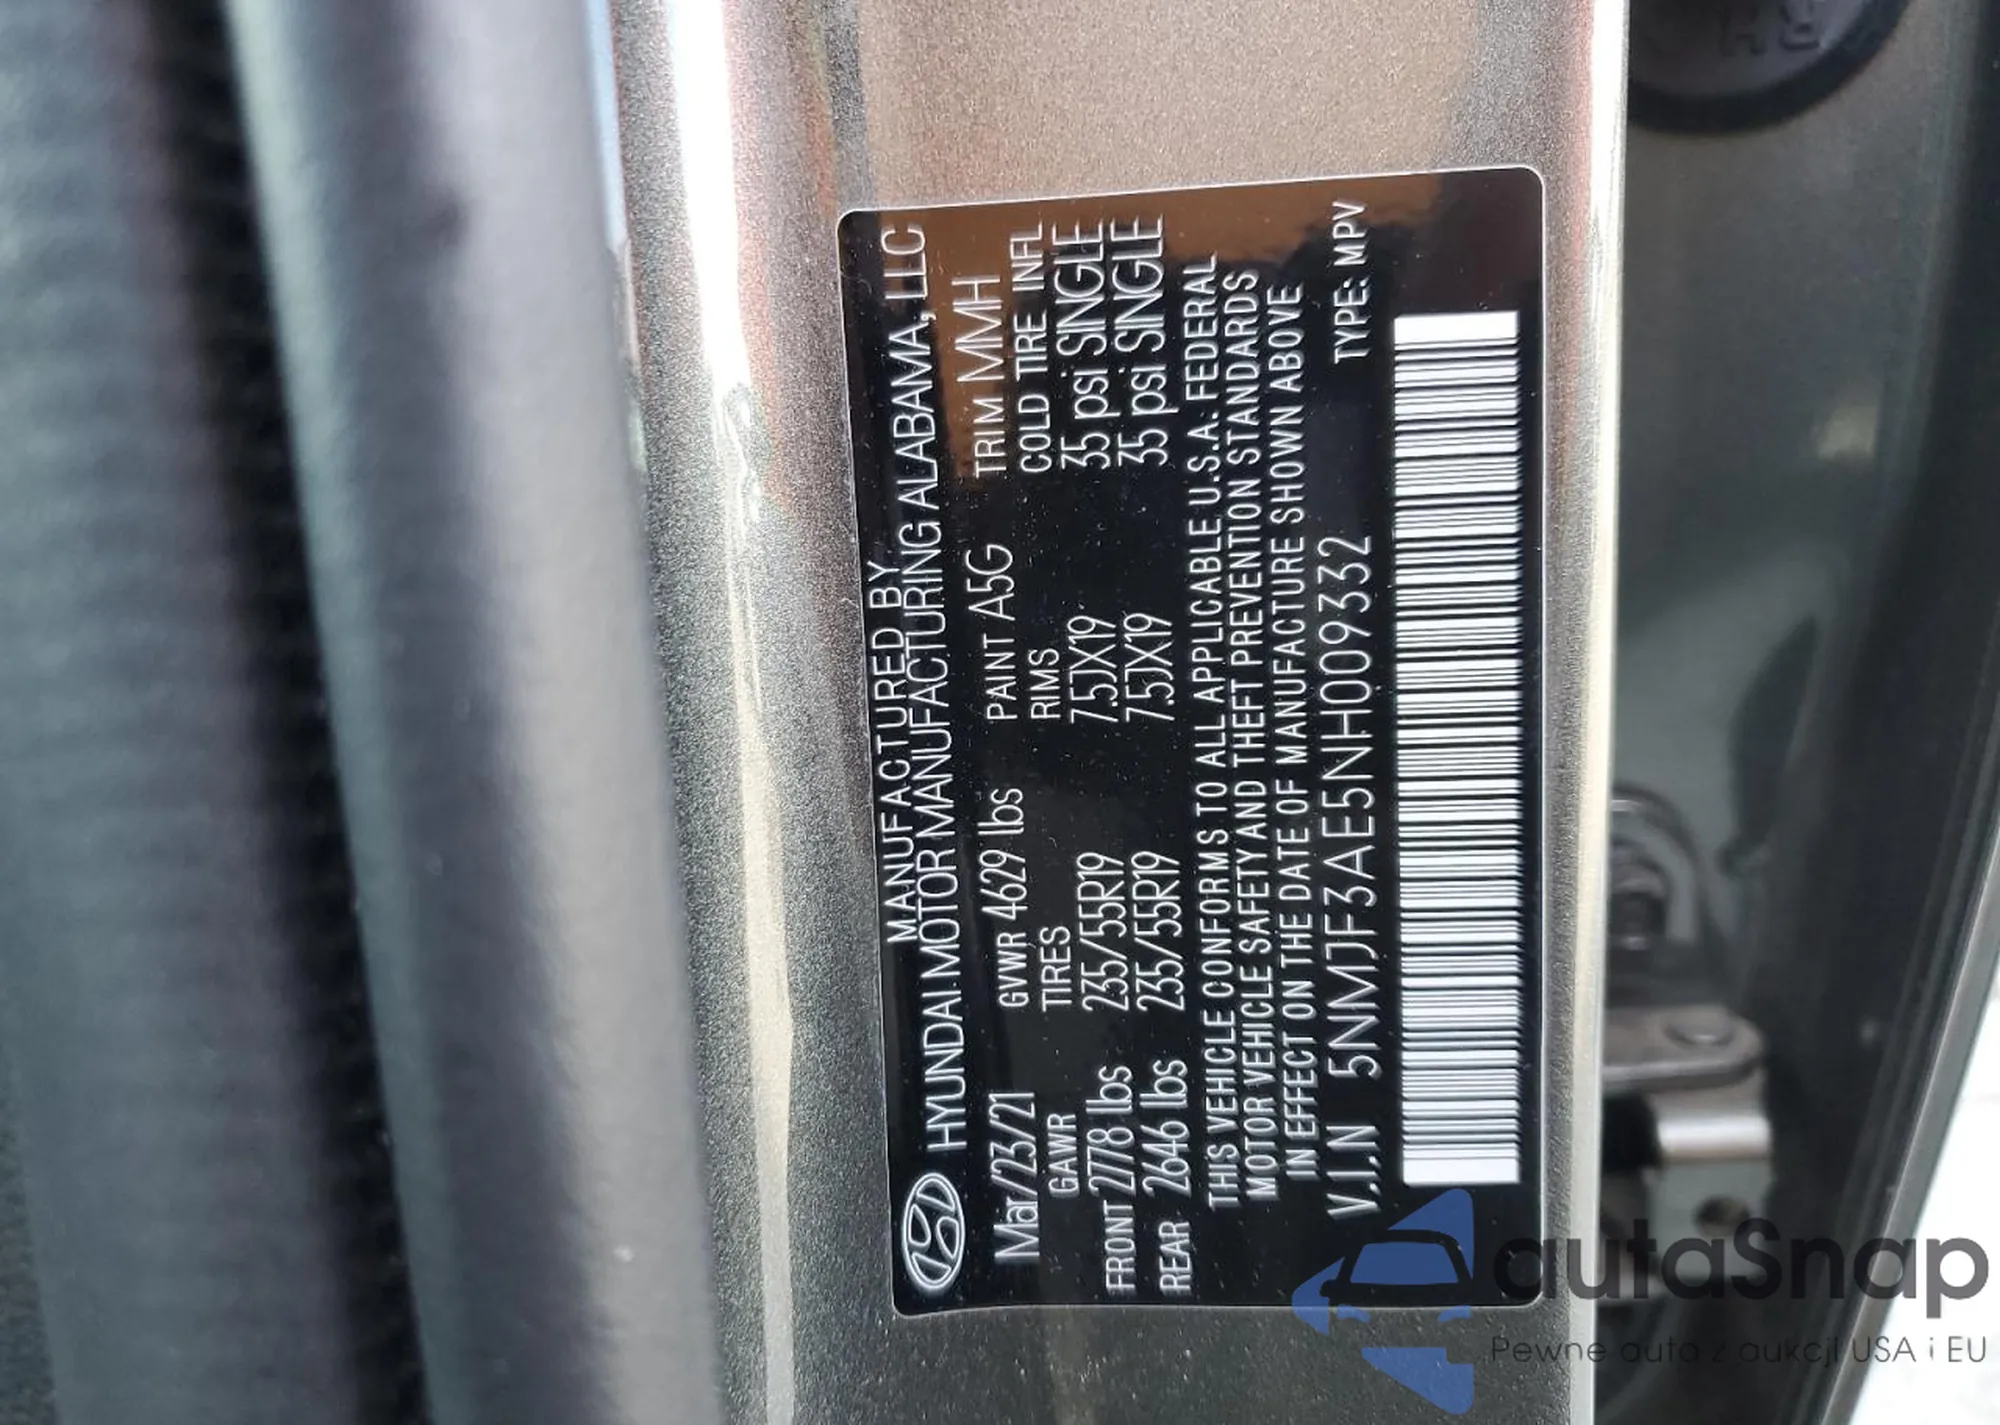 MANUFACTURED BY
HYUNDAI MOTOR MANUFACTURING ALABAMA, LLC
Mar/23/21 GVWR 4629 lbs PAINT A5G TRIM MMH
GAWR TIRES RIMS COLD TIRE INFL
FRONT 2778 lbs 235/55R19 7.5JX19 35 psi SINGLE
REAR 2646 lbs 235/55R19 7.5JX19 35 psi SINGLE
THIS VEHICLE CONFORMS TO ALL APPLICABLE U.S.A. FEDERAL
MOTOR VEHICLE SAFETY AND THEFT PREVENTION STANDARDS
IN EFFECT ON THE DATE OF MANUFACTURE SHOWN ABOVE
V.I.N 5NMJF3AE5NH009332 TYPE: MPV
RH
autaSnap
Pewne auta z aukcji USA i EU